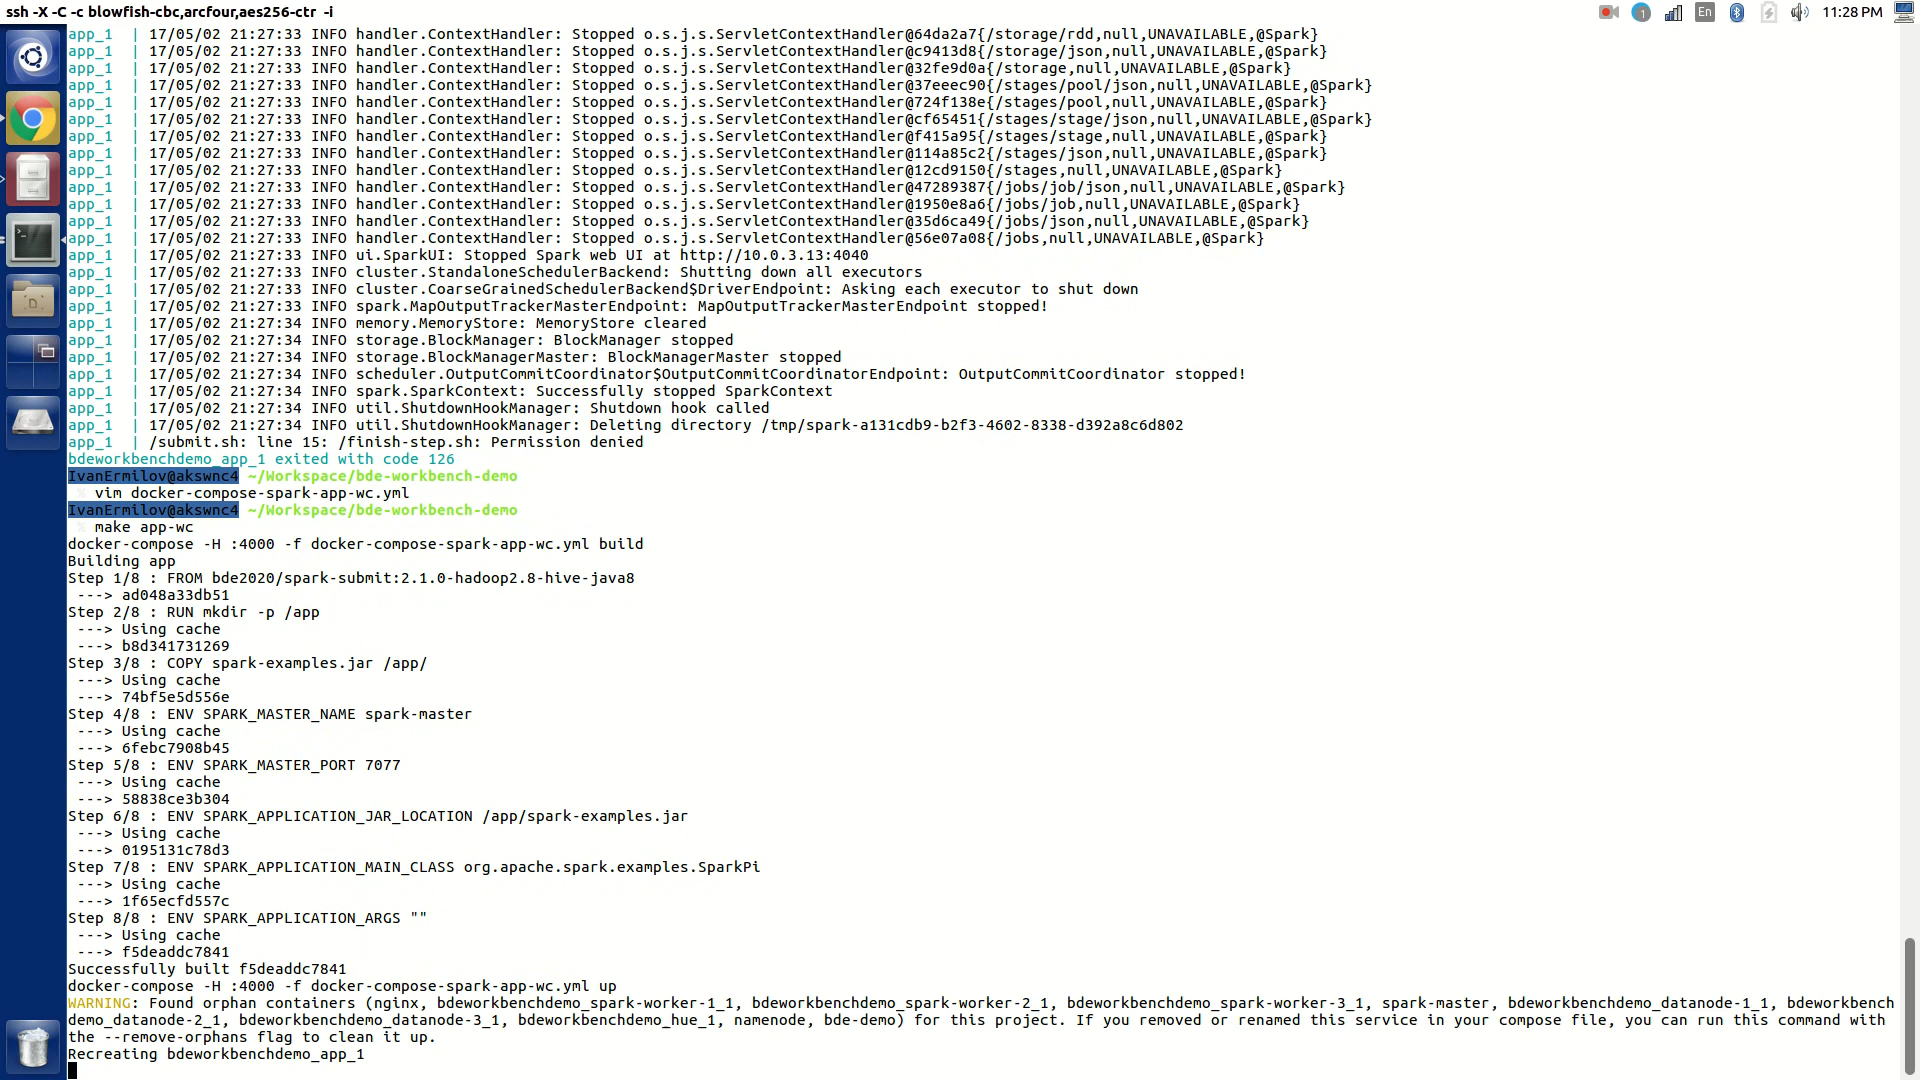 ssh -X -C -c blowfish-cbc,arcfour,aes256-ctr -i
1 En 11:28 PM
app_1 | 17/05/02 21:27:33 INFO handler.ContextHandler: Stopped o.s.j.s.ServletContextHandler@64da2a7{/storage/rdd,null,UNAVAILABLE,@Spark}
app_1 | 17/05/02 21:27:33 INFO handler.ContextHandler: Stopped o.s.j.s.ServletContextHandler@c9413d8{/storage/json,null,UNAVAILABLE,@Spark}
app_1 | 17/05/02 21:27:33 INFO handler.ContextHandler: Stopped o.s.j.s.ServletContextHandler@32fe9d0a{/storage,null,UNAVAILABLE,@Spark}
app_1 | 17/05/02 21:27:33 INFO handler.ContextHandler: Stopped o.s.j.s.ServletContextHandler@37eeec90{/stages/pool/json,null,UNAVAILABLE,@Spark}
app_1 | 17/05/02 21:27:33 INFO handler.ContextHandler: Stopped o.s.j.s.ServletContextHandler@724f138e{/stages/pool,null,UNAVAILABLE,@Spark}
app_1 | 17/05/02 21:27:33 INFO handler.ContextHandler: Stopped o.s.j.s.ServletContextHandler@cf65451{/stages/stage/json,null,UNAVAILABLE,@Spark}
app_1 | 17/05/02 21:27:33 INFO handler.ContextHandler: Stopped o.s.j.s.ServletContextHandler@f415a95{/stages/stage,null,UNAVAILABLE,@Spark}
app_1 | 17/05/02 21:27:33 INFO handler.ContextHandler: Stopped o.s.j.s.ServletContextHandler@114a85c2{/stages/json,null,UNAVAILABLE,@Spark}
app_1 | 17/05/02 21:27:33 INFO handler.ContextHandler: Stopped o.s.j.s.ServletContextHandler@12cd9150{/stages,null,UNAVAILABLE,@Spark}
app_1 | 17/05/02 21:27:33 INFO handler.ContextHandler: Stopped o.s.j.s.ServletContextHandler@47289387{/jobs/job/json,null,UNAVAILABLE,@Spark}
app_1 | 17/05/02 21:27:33 INFO handler.ContextHandler: Stopped o.s.j.s.ServletContextHandler@1950e8a6{/jobs/job,null,UNAVAILABLE,@Spark}
app_1 | 17/05/02 21:27:33 INFO handler.ContextHandler: Stopped o.s.j.s.ServletContextHandler@35d6ca49{/jobs/json,null,UNAVAILABLE,@Spark}
app_1 | 17/05/02 21:27:33 INFO handler.ContextHandler: Stopped o.s.j.s.ServletContextHandler@56e07a08{/jobs,null,UNAVAILABLE,@Spark}
app_1 | 17/05/02 21:27:33 INFO ui.SparkUI: Stopped Spark web UI at http://10.0.3.13:4040
app_1 | 17/05/02 21:27:33 INFO cluster.StandaloneSchedulerBackend: Shutting down all executors
app_1 | 17/05/02 21:27:33 INFO cluster.CoarseGrainedSchedulerBackend$DriverEndpoint: Asking each executor to shut down
app_1 | 17/05/02 21:27:33 INFO spark.MapOutputTrackerMasterEndpoint: MapOutputTrackerMasterEndpoint stopped!
app_1 | 17/05/02 21:27:34 INFO memory.MemoryStore: MemoryStore cleared
app_1 | 17/05/02 21:27:34 INFO storage.BlockManager: BlockManager stopped
app_1 | 17/05/02 21:27:34 INFO storage.BlockManagerMaster: BlockManagerMaster stopped
app_1 | 17/05/02 21:27:34 INFO scheduler.OutputCommitCoordinator$OutputCommitCoordinatorEndpoint: OutputCommitCoordinator stopped!
app_1 | 17/05/02 21:27:34 INFO spark.SparkContext: Successfully stopped SparkContext
app_1 | 17/05/02 21:27:34 INFO util.ShutdownHookManager: Shutdown hook called
app_1 | 17/05/02 21:27:34 INFO util.ShutdownHookManager: Deleting directory /tmp/spark-a131cdb9-b2f3-4602-8338-d392a8c6d802
app_1 | /submit.sh: line 15: /finish-step.sh: Permission denied
bdeworkbenchdemo_app_1 exited with code 126
IvanErmilov@akswnc4 ~/Workspace/bde-workbench-demo
vim docker-compose-spark-app-wc.yml
IvanErmilov@akswnc4 ~/Workspace/bde-workbench-demo
make app-wc
docker-compose -H :4000 -f docker-compose-spark-app-wc.yml build
Building app
Step 1/8 : FROM bde2020/spark-submit:2.1.0-hadoop2.8-hive-java8
---> ad048a33db51
Step 2/8 : RUN mkdir -p /app
---> Using cache
---> b8d341731269
Step 3/8 : COPY spark-examples.jar /app/
---> Using cache
---> 74bf5e5d556e
Step 4/8 : ENV SPARK_MASTER_NAME spark-master
---> Using cache
---> 6febc7908b45
Step 5/8 : ENV SPARK_MASTER_PORT 7077
---> Using cache
---> 58838ce3b304
Step 6/8 : ENV SPARK_APPLICATION_JAR_LOCATION /app/spark-examples.jar
---> Using cache
---> 0195131c78d3
Step 7/8 : ENV SPARK_APPLICATION_MAIN_CLASS org.apache.spark.examples.SparkPi
---> Using cache
---> 1f65ecfd557c
Step 8/8 : ENV SPARK_APPLICATION_ARGS ""
---> Using cache
---> f5deaddc7841
Successfully built f5deaddc7841
docker-compose -H :4000 -f docker-compose-spark-app-wc.yml up
WARNING: Found orphan containers (nginx, bdeworkbenchdemo_spark-worker-1_1, bdeworkbenchdemo_spark-worker-2_1, bdeworkbenchdemo_spark-worker-3_1, spark-master, bdeworkbenchdemo_datanode-1_1, bdeworkbench
demo_datanode-2_1, bdeworkbenchdemo_datanode-3_1, bdeworkbenchdemo_hue_1, namenode, bde-demo) for this project. If you removed or renamed this service in your compose file, you can run this command with
the --remove-orphans flag to clean it up.
Recreating bdeworkbenchdemo_app_1